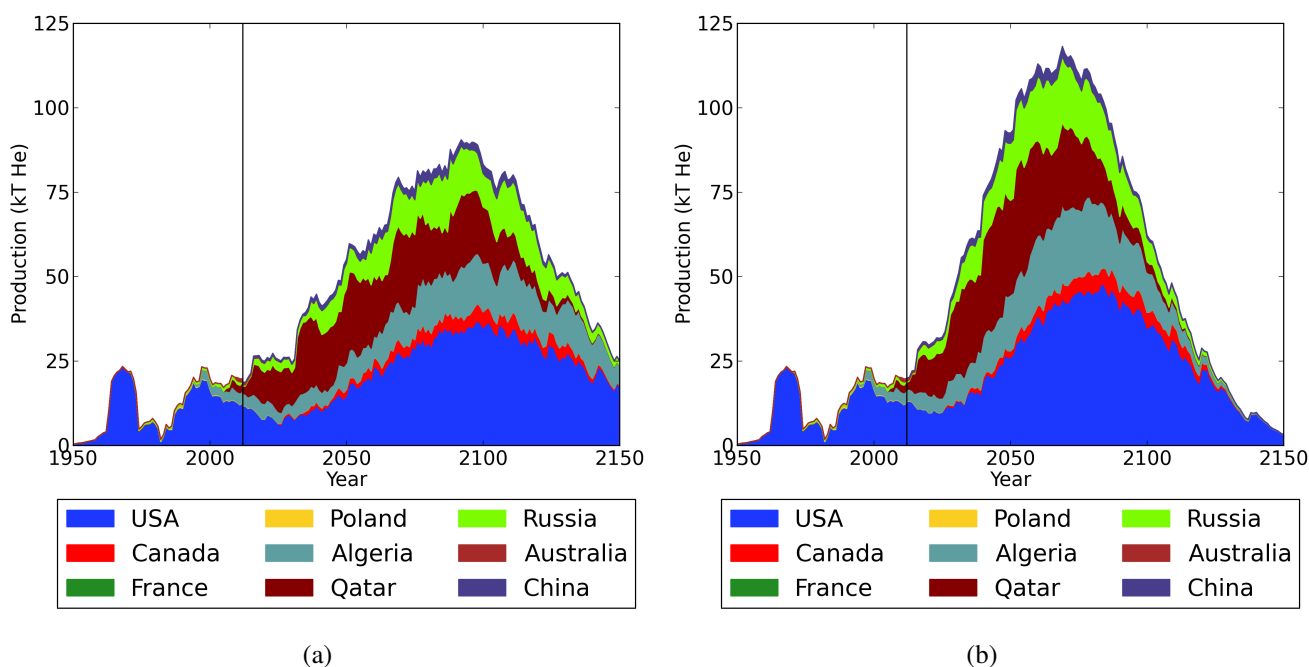 125
100
75
50
25
0
Production (kT He)
1950 2000 2050 2100 2150
Year
USA Poland Russia
Canada Algeria Australia
France Qatar China
(a)
125
100
75
50
25
0
Production (kT He)
1950 2000 2050 2100 2150
Year
USA Poland Russia
Canada Algeria Australia
France Qatar China
(b)